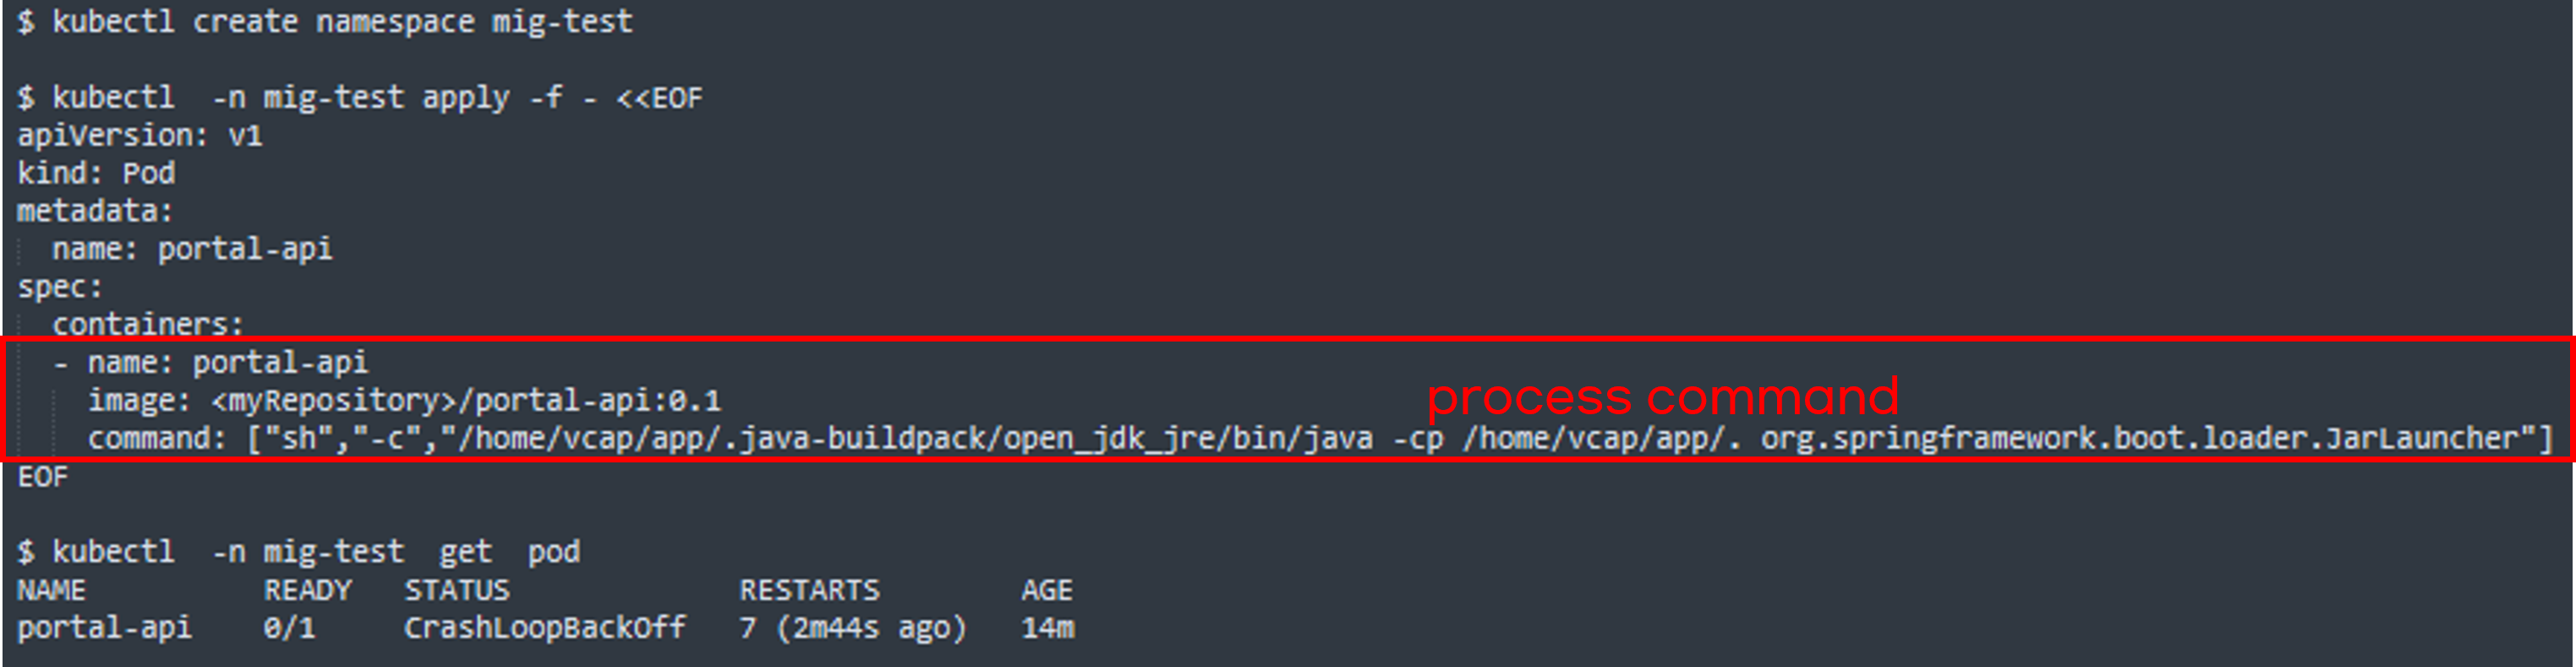 $ kubectl create namespace mig-test
$ kubectl  -n mig-test apply -f - <<EOF
apiVersion: v1
kind: Pod
metadata:
  name: portal-api
spec:
  containers:
  - name: portal-api
    image: <myRepository>/portal-api:0.1
process command
    command: ["sh","-c","/home/vcap/app/.java-buildpack/open_jdk_jre/bin/java -cp /home/vcap/app/. org.springframework.boot.loader.JarLauncher"]
EOF
$ kubectl  -n mig-test  get  pod
NAME          READY   STATUS             RESTARTS        AGE
portal-api    0/1     CrashLoopBackOff   7 (2m44s ago)   14m